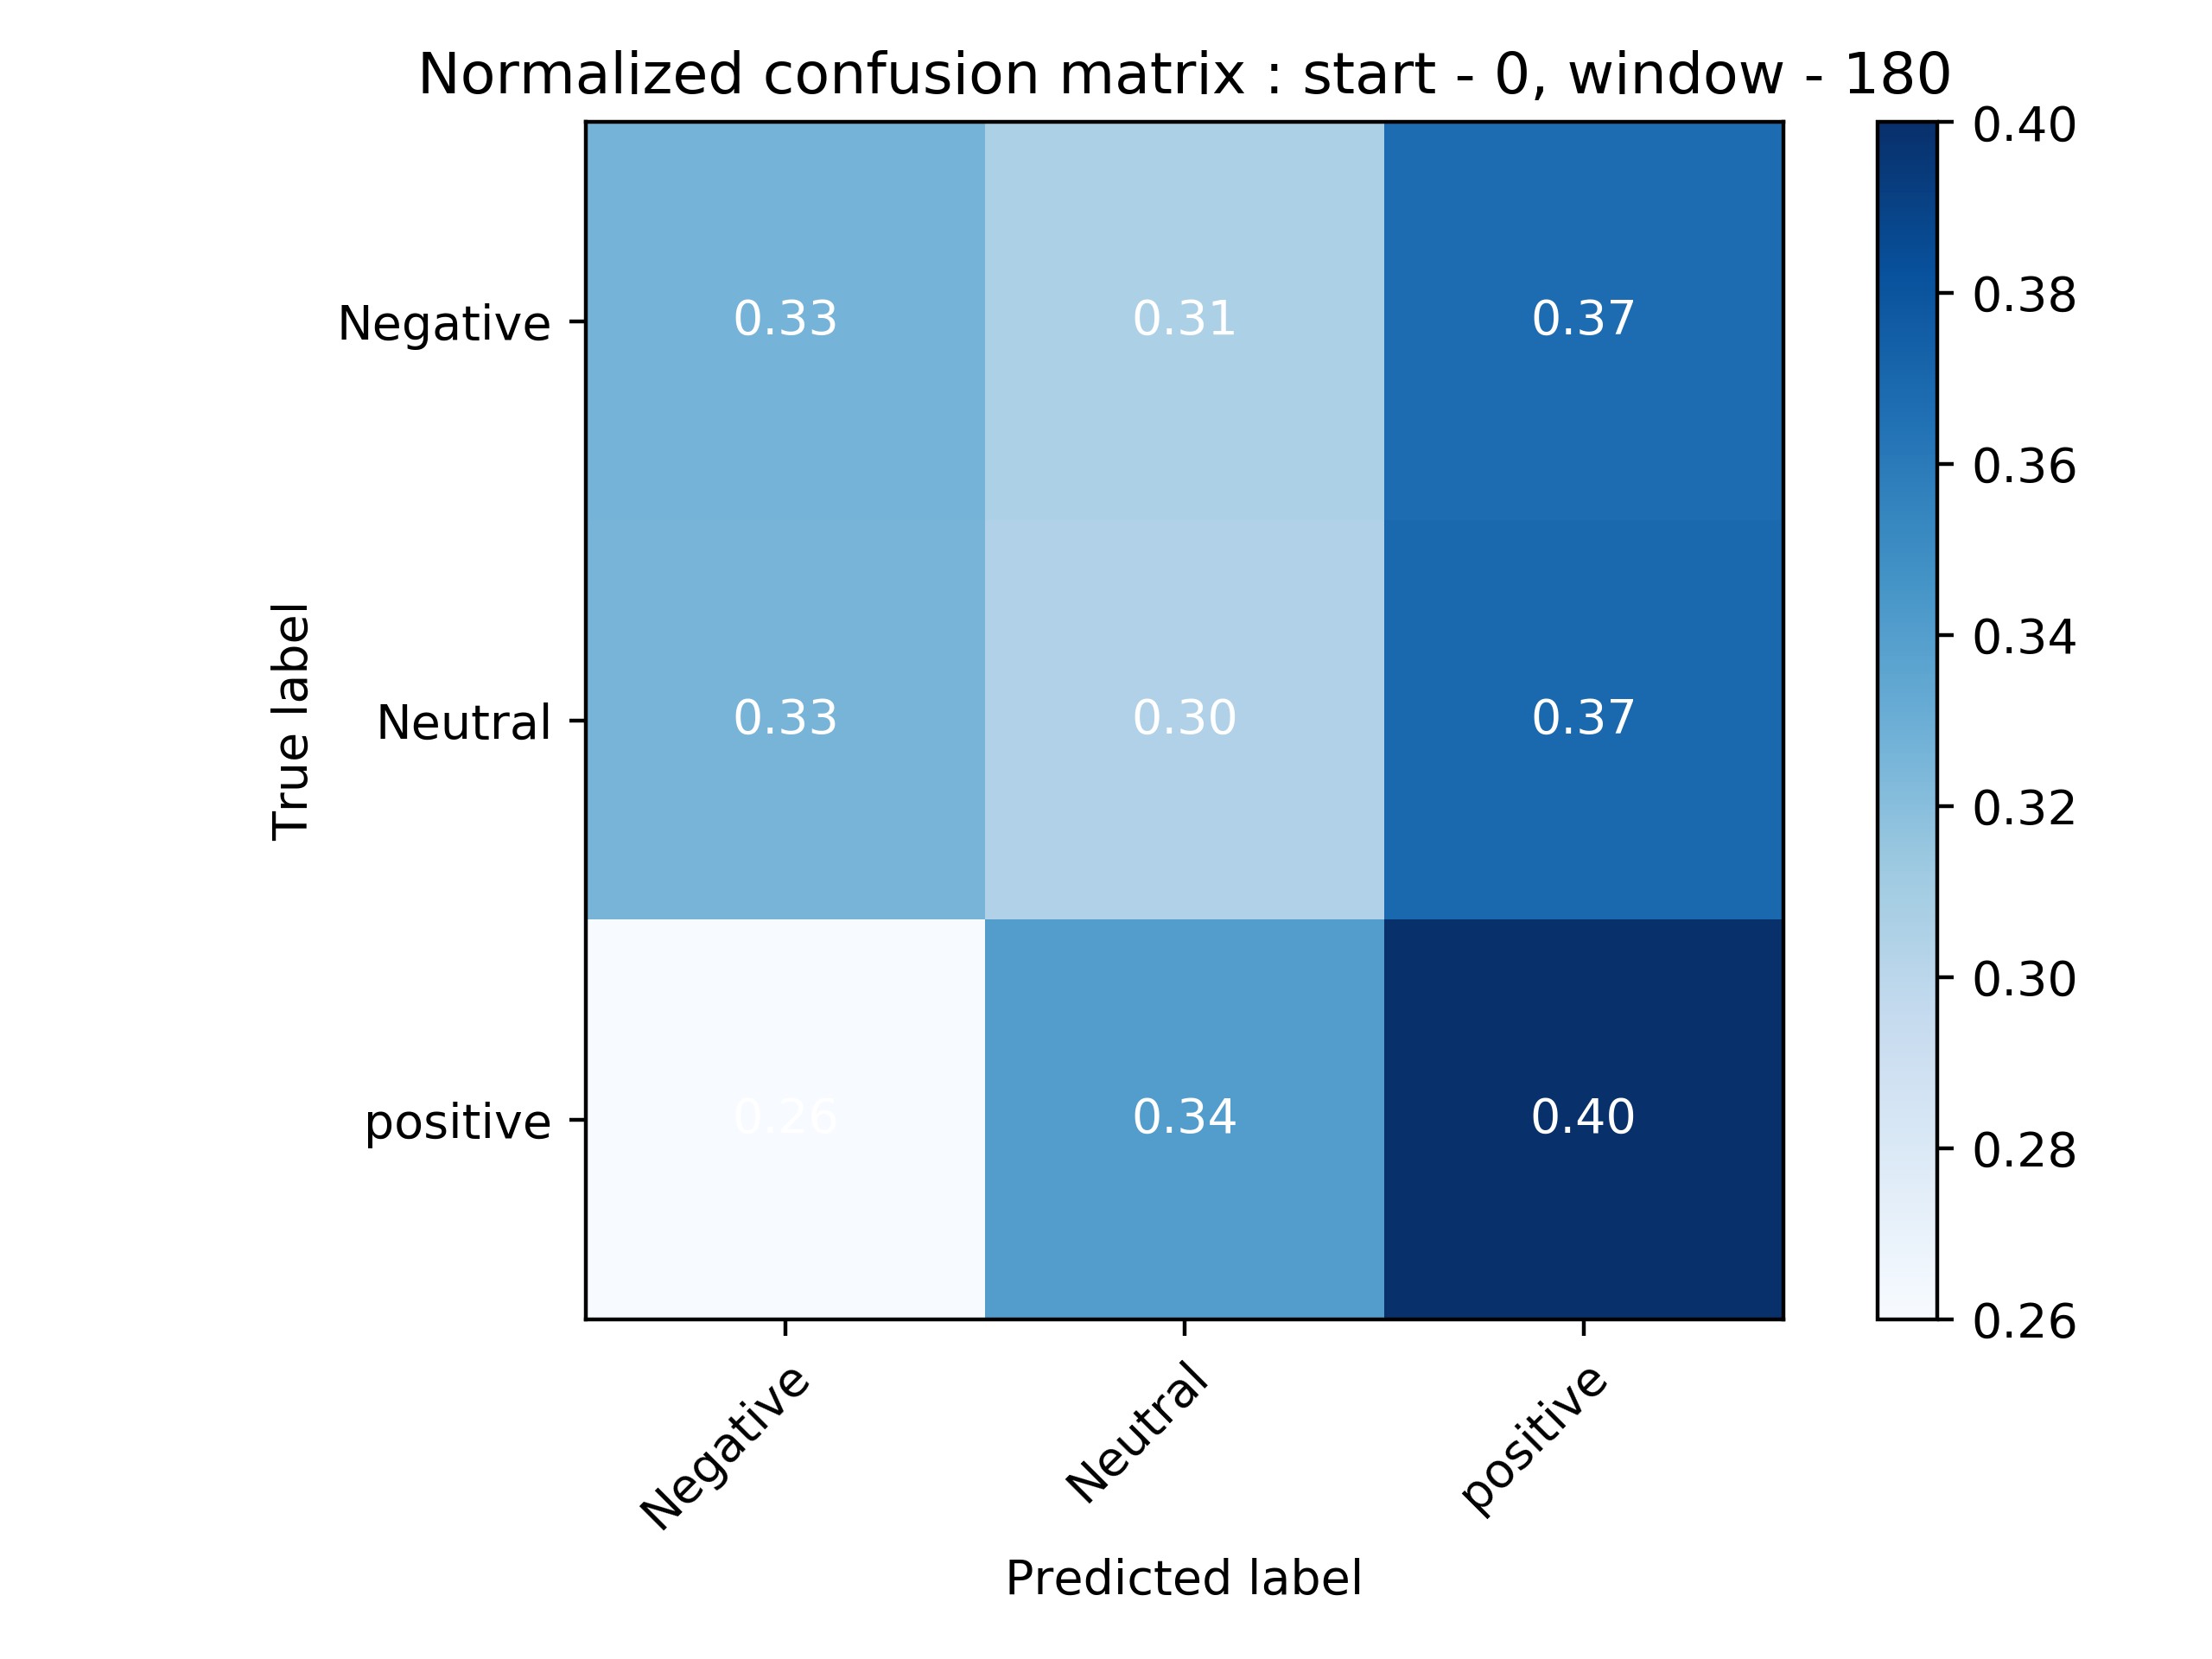 Normalized confusion matrix : start - 0, window - 180
0.40
0.38
0.36
0.34
0.32
0.30
0.28
0.26
True label
Negative
0.33 0.31 0.37
Neutral
0.33 0.30 0.37
positive
0.26 0.34 0.40
Negative
Neutral
positive
Predicted label